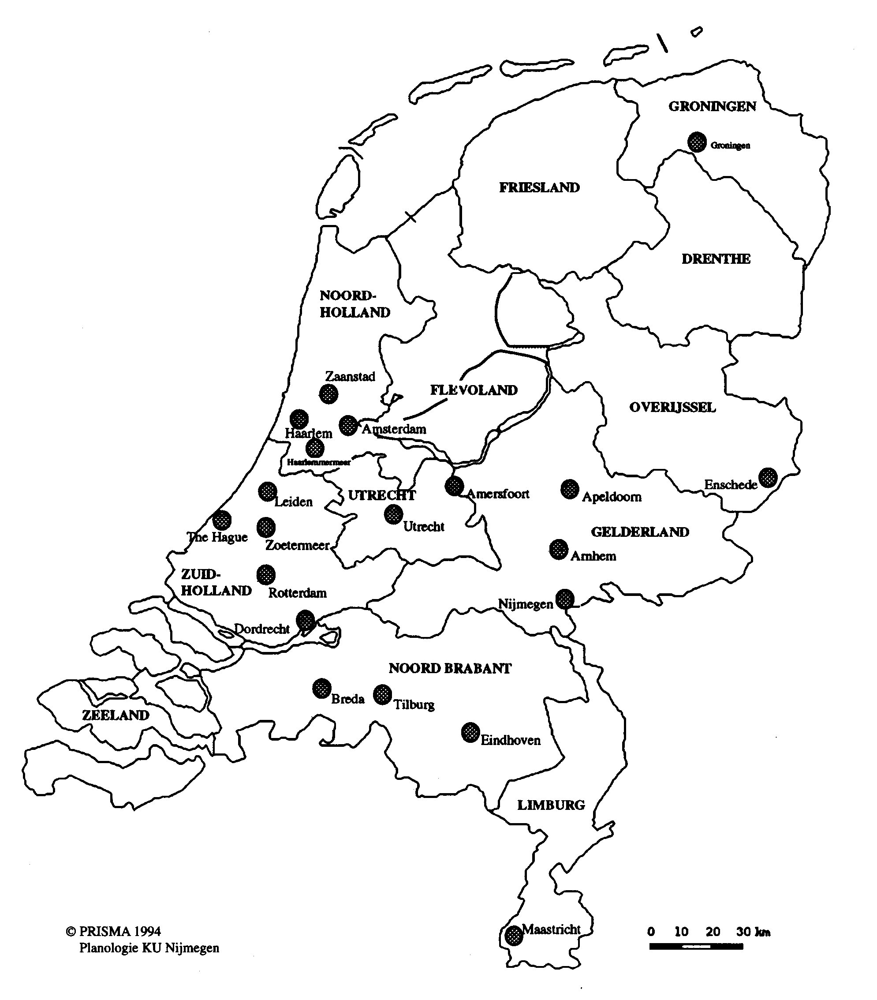 GRONINGEN
Groningen
FRIESLAND
DRENTHE
NOORD-
HOLLAND
Zaanstad
FLEVOLAND
OVERIJSSEL
Haarlem
Amsterdam
Haarlemmermeer
Enschede
UTRECHT
Amersfoort
Apeldoorn
Leiden
Utrecht
The Hague
Zoetermeer
GELDERLAND
Arnhem
ZUID-
HOLLAND
Rotterdam
Nijmegen
Dordrecht
NOORD BRABANT
Breda
Tilburg
ZEELAND
Eindhoven
LIMBURG
Maastricht
© PRISMA 1994
Planologie KU Nijmegen
0 10 20 30 km